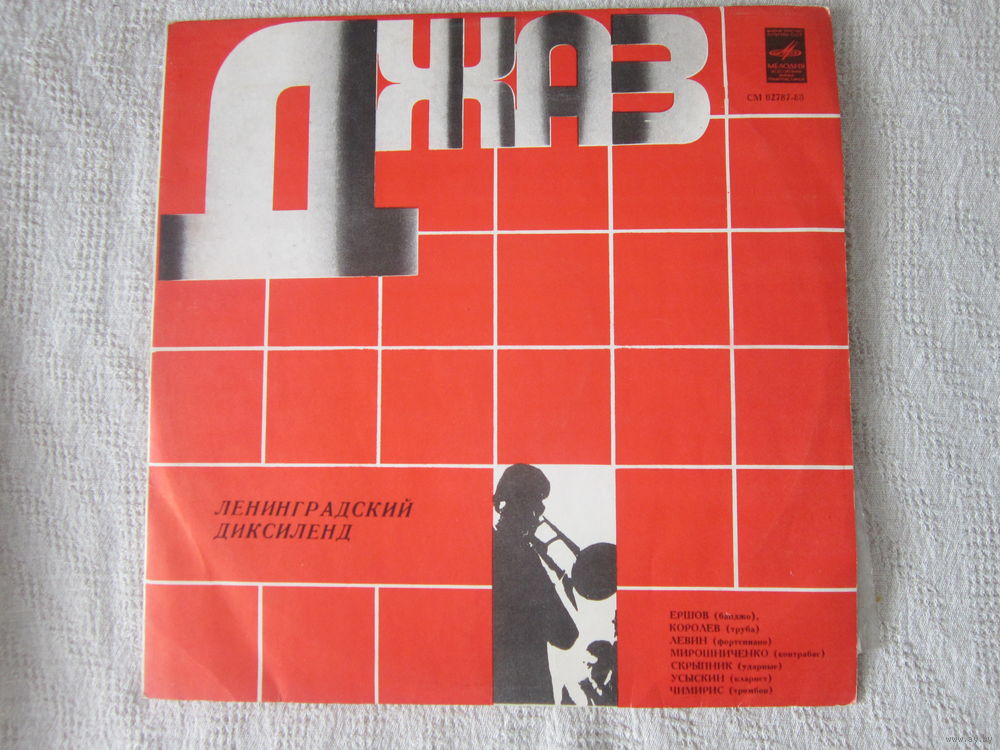 ДЖАЗ
МЕЛОДИЯ
СМ 02787-88
ЛЕНИНГРАДСКИЙ
ДИКСИЛЕНД
ЕРШОВ (банджо),
КОРОЛЕВ (труба)
ЛЕВИН (фортепиано)
МИРОШНИЧЕНКО (контрабас)
СКРЫПНИК (ударные)
УСЫСКИН (кларнет)
ЧИМИРИС (тромбон)